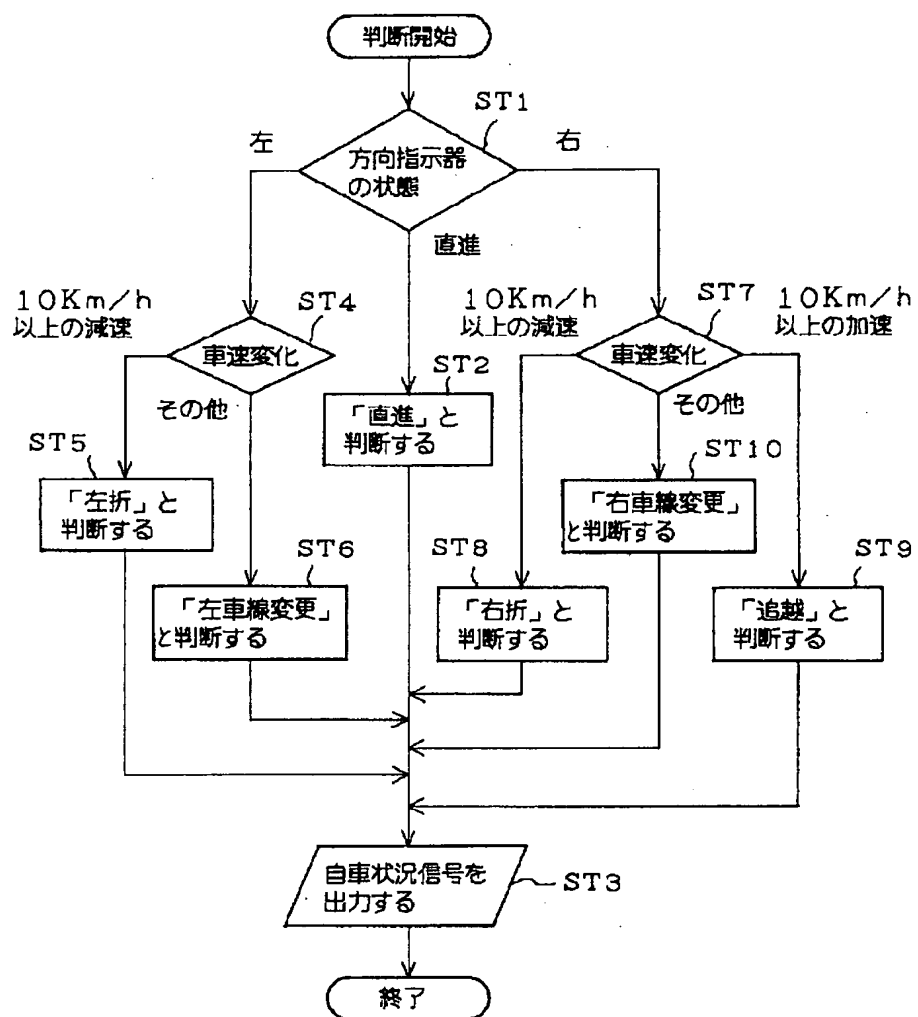 判断開始
ST1
左
右
方向指示器
の状態
直進
10Km/h
以上の減速
ST4
車速変化
その他
ST2
「直進」と
判断する
10Km/h
以上の減速
ST7
車速変化
10Km/h
以上の加速
その他
ST5
「左折」と
判断する
ST10
「右車線変更」
と判断する
ST6
「左車線変更」
と判断する
ST8
「右折」と
判断する
ST9
「追越」と
判断する
自車状況信号を
出力する
ST3
終了